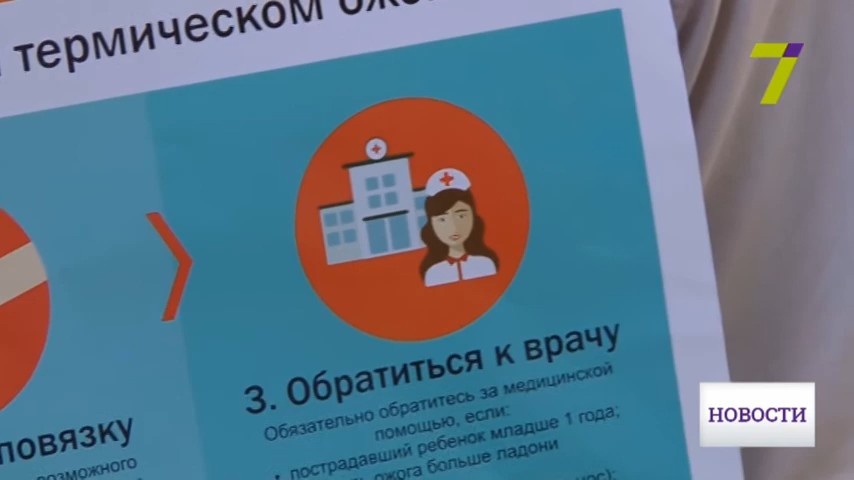 термическом
7
3. Обратиться к врачу
Обязательно обратитесь за медицинской
помощью, если:
• пострадавший ребенок младше 1 года;
ожога больше ладони
повязку
возможного
НОВОСТИ